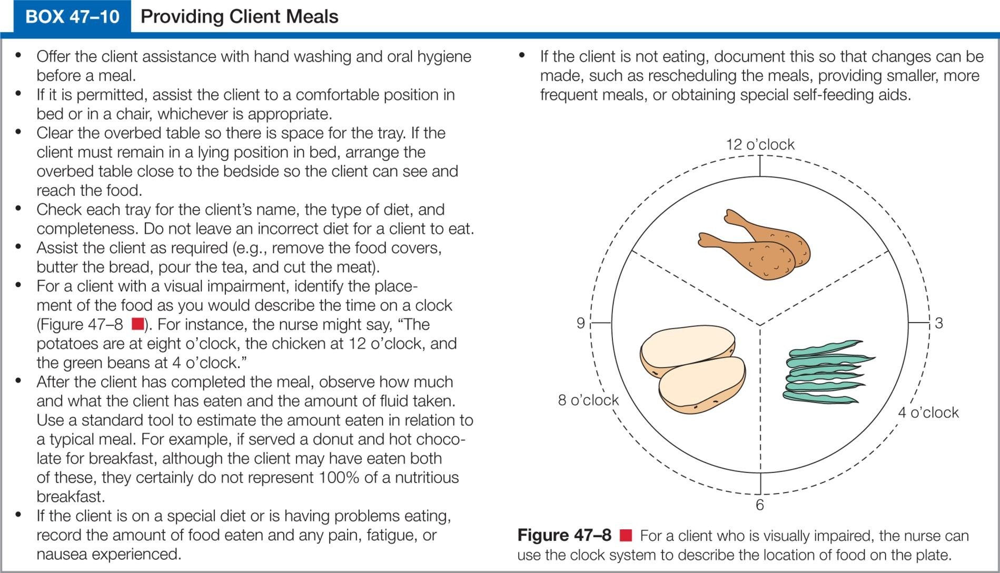 BOX 47–10 Providing Client Meals
• Offer the client assistance with hand washing and oral hygiene
before a meal.
• If it is permitted, assist the client to a comfortable position in
bed or in a chair, whichever is appropriate.
• Clear the overbed table so there is space for the tray. If the
client must remain in a lying position in bed, arrange the
overbed table close to the bedside so the client can see and
reach the food.
• Check each tray for the client’s name, the type of diet, and
completeness. Do not leave an incorrect diet for a client to eat.
• Assist the client as required (e.g., remove the food covers,
butter the bread, pour the tea, and cut the meat).
• For a client with a visual impairment, identify the place-
ment of the food as you would describe the time on a clock
(Figure 47–8 ■). For instance, the nurse might say, “The
potatoes are at eight o’clock, the chicken at 12 o’clock, and
the green beans at 4 o’clock.”
• After the client has completed the meal, observe how much
and what the client has eaten and the amount of fluid taken.
Use a standard tool to estimate the amount eaten in relation to
a typical meal. For example, if served a donut and hot choco-
late for breakfast, although the client may have eaten both
of these, they certainly do not represent 100% of a nutritious
breakfast.
• If the client is on a special diet or is having problems eating,
record the amount of food eaten and any pain, fatigue, or
nausea experienced.
• If the client is not eating, document this so that changes can be
made, such as rescheduling the meals, providing smaller, more
frequent meals, or obtaining special self-feeding aids.
12 o’clock
9
3
8 o’clock
4 o’clock
6
Figure 47–8 ■ For a client who is visually impaired, the nurse can
use the clock system to describe the location of food on the plate.